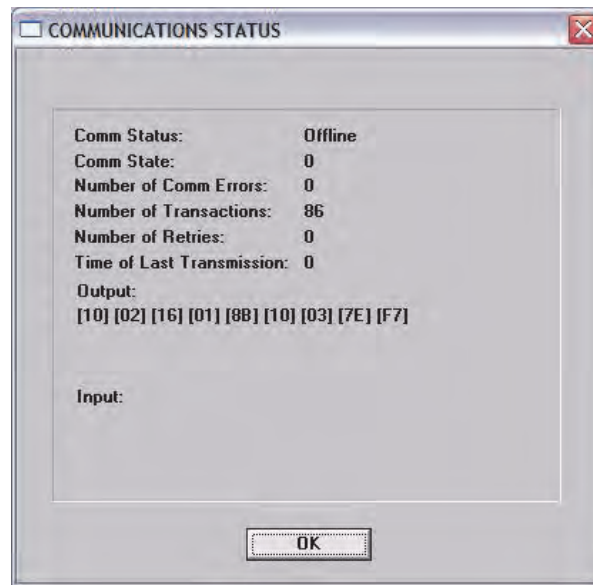 COMMUNICATIONS STATUS
Comm Status: Offline
Comm State: 0
Number of Comm Errors: 0
Number of Transactions: 86
Number of Retries: 0
Time of Last Transmission: 0
Output:
[10] [02] [16] [01] [8B] [10] [03] [7E] [F7]
Input:
OK